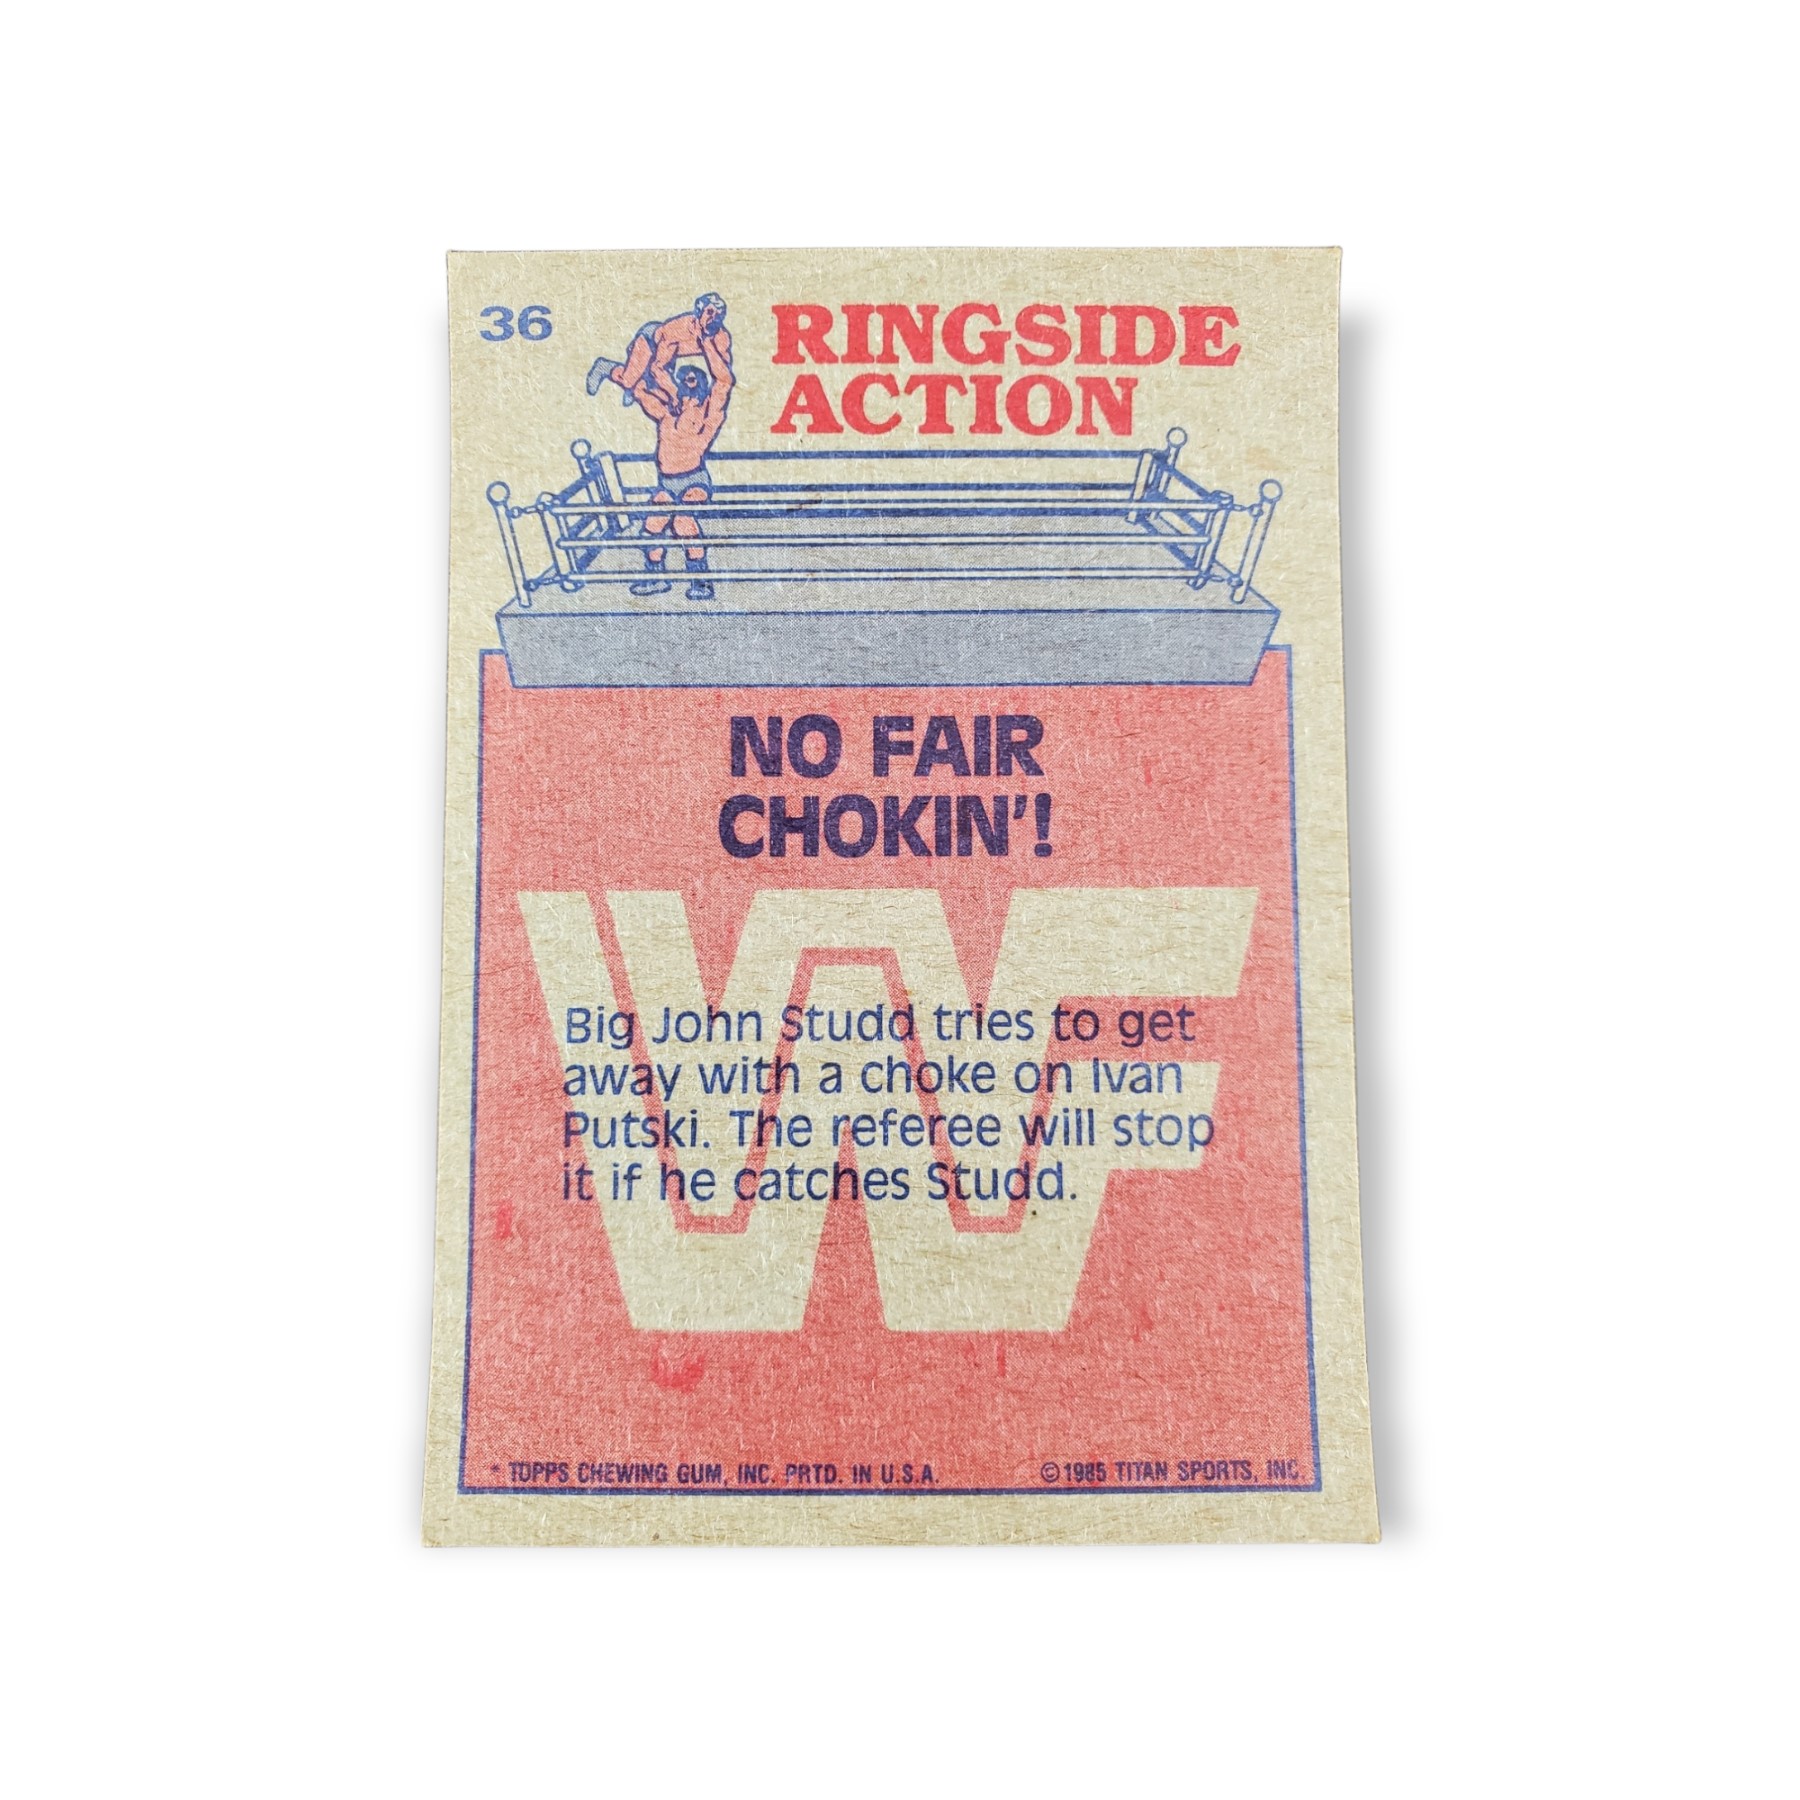 36
RINGSIDE
ACTION
NO FAIR
CHOKIN'!
WF
Big John Studd tries to get
away with a choke on Ivan
Putski. The referee will stop
it if he catches Studd.
* TOPPS CHEWING GUM, INC. PRTD. IN U.S.A.
©1985 TITAN SPORTS, INC.